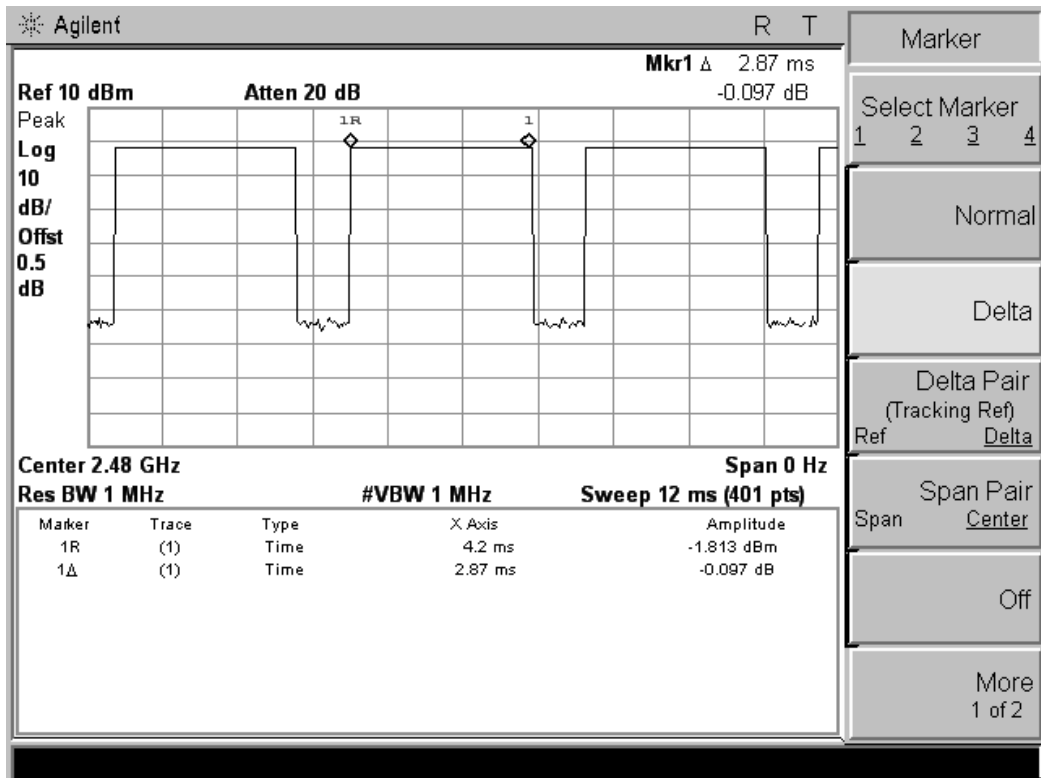 Agilent R T
Mkr1 Δ 2.87 ms
Ref 10 dBm Atten 20 dB -0.097 dB
Peak
Log
10
dB/
Offst
0.5
dB
1R 1
Center 2.48 GHz Span 0 Hz
Res BW 1 MHz #VBW 1 MHz Sweep 12 ms (401 pts)
Marker Trace Type X Axis Amplitude
1R (1) Time 4.2 ms -1.813 dBm
1Δ (1) Time 2.87 ms -0.097 dB
Marker
Select Marker
1 2 3 4
Normal
Delta
Delta Pair
(Tracking Ref)
Ref Delta
Span Pair
Span Center
Off
More
1 of 2